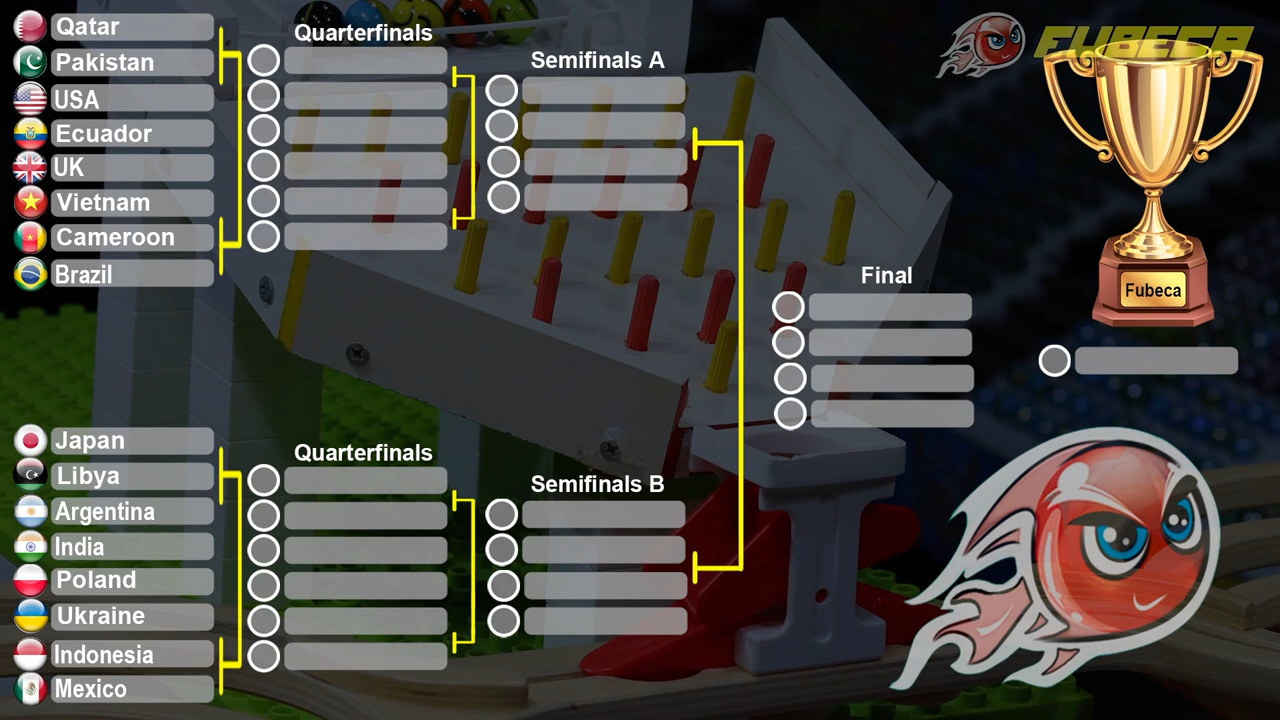 Qatar
Pakistan
USA
Ecuador
UK
Vietnam
Cameroon
Brazil
Quarterfinals
Semifinals A
FUBECA
Fubeca
Final
Japan
Libya
Argentina
India
Poland
Ukraine
Indonesia
Mexico
Quarterfinals
Semifinals B